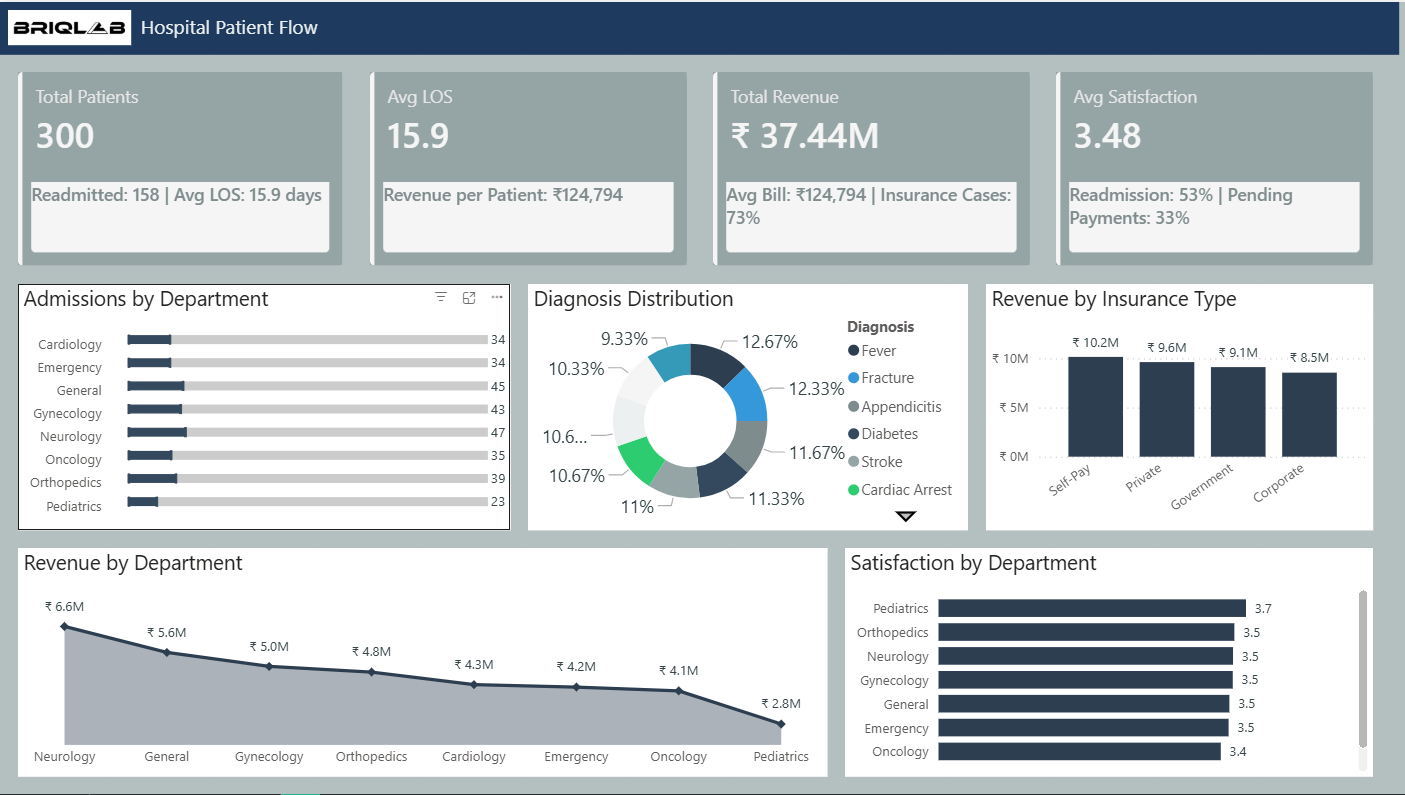 BRIQLAB Hospital Patient Flow
Total Patients
300
Readmitted: 158 | Avg LOS: 15.9 days
Avg LOS
15.9
Revenue per Patient: ₹124,794
Total Revenue
₹ 37.44M
Avg Bill: ₹124,794 | Insurance Cases:
73%
Avg Satisfaction
3.48
Readmission: 53% | Pending
Payments: 33%
Admissions by Department
Cardiology 34
Emergency 34
General 45
Gynecology 43
Neurology 47
Oncology 35
Orthopedics 39
Pediatrics 23
Diagnosis Distribution
9.33%
12.67%
10.33%
12.33%
10.6...
11.67%
10.67%
11.33%
11%
Diagnosis
Fever
Fracture
Appendicitis
Diabetes
Stroke
Cardiac Arrest
Revenue by Insurance Type
₹ 10.2M ₹ 9.6M ₹ 9.1M ₹ 8.5M
₹ 10M
₹ 5M
₹ 0M
Self-Pay Private Government Corporate
Revenue by Department
₹ 6.6M ₹ 5.6M ₹ 5.0M ₹ 4.8M ₹ 4.3M ₹ 4.2M ₹ 4.1M ₹ 2.8M
Neurology General Gynecology Orthopedics Cardiology Emergency Oncology Pediatrics
Satisfaction by Department
Pediatrics 3.7
Orthopedics 3.5
Neurology 3.5
Gynecology 3.5
General 3.5
Emergency 3.5
Oncology 3.4